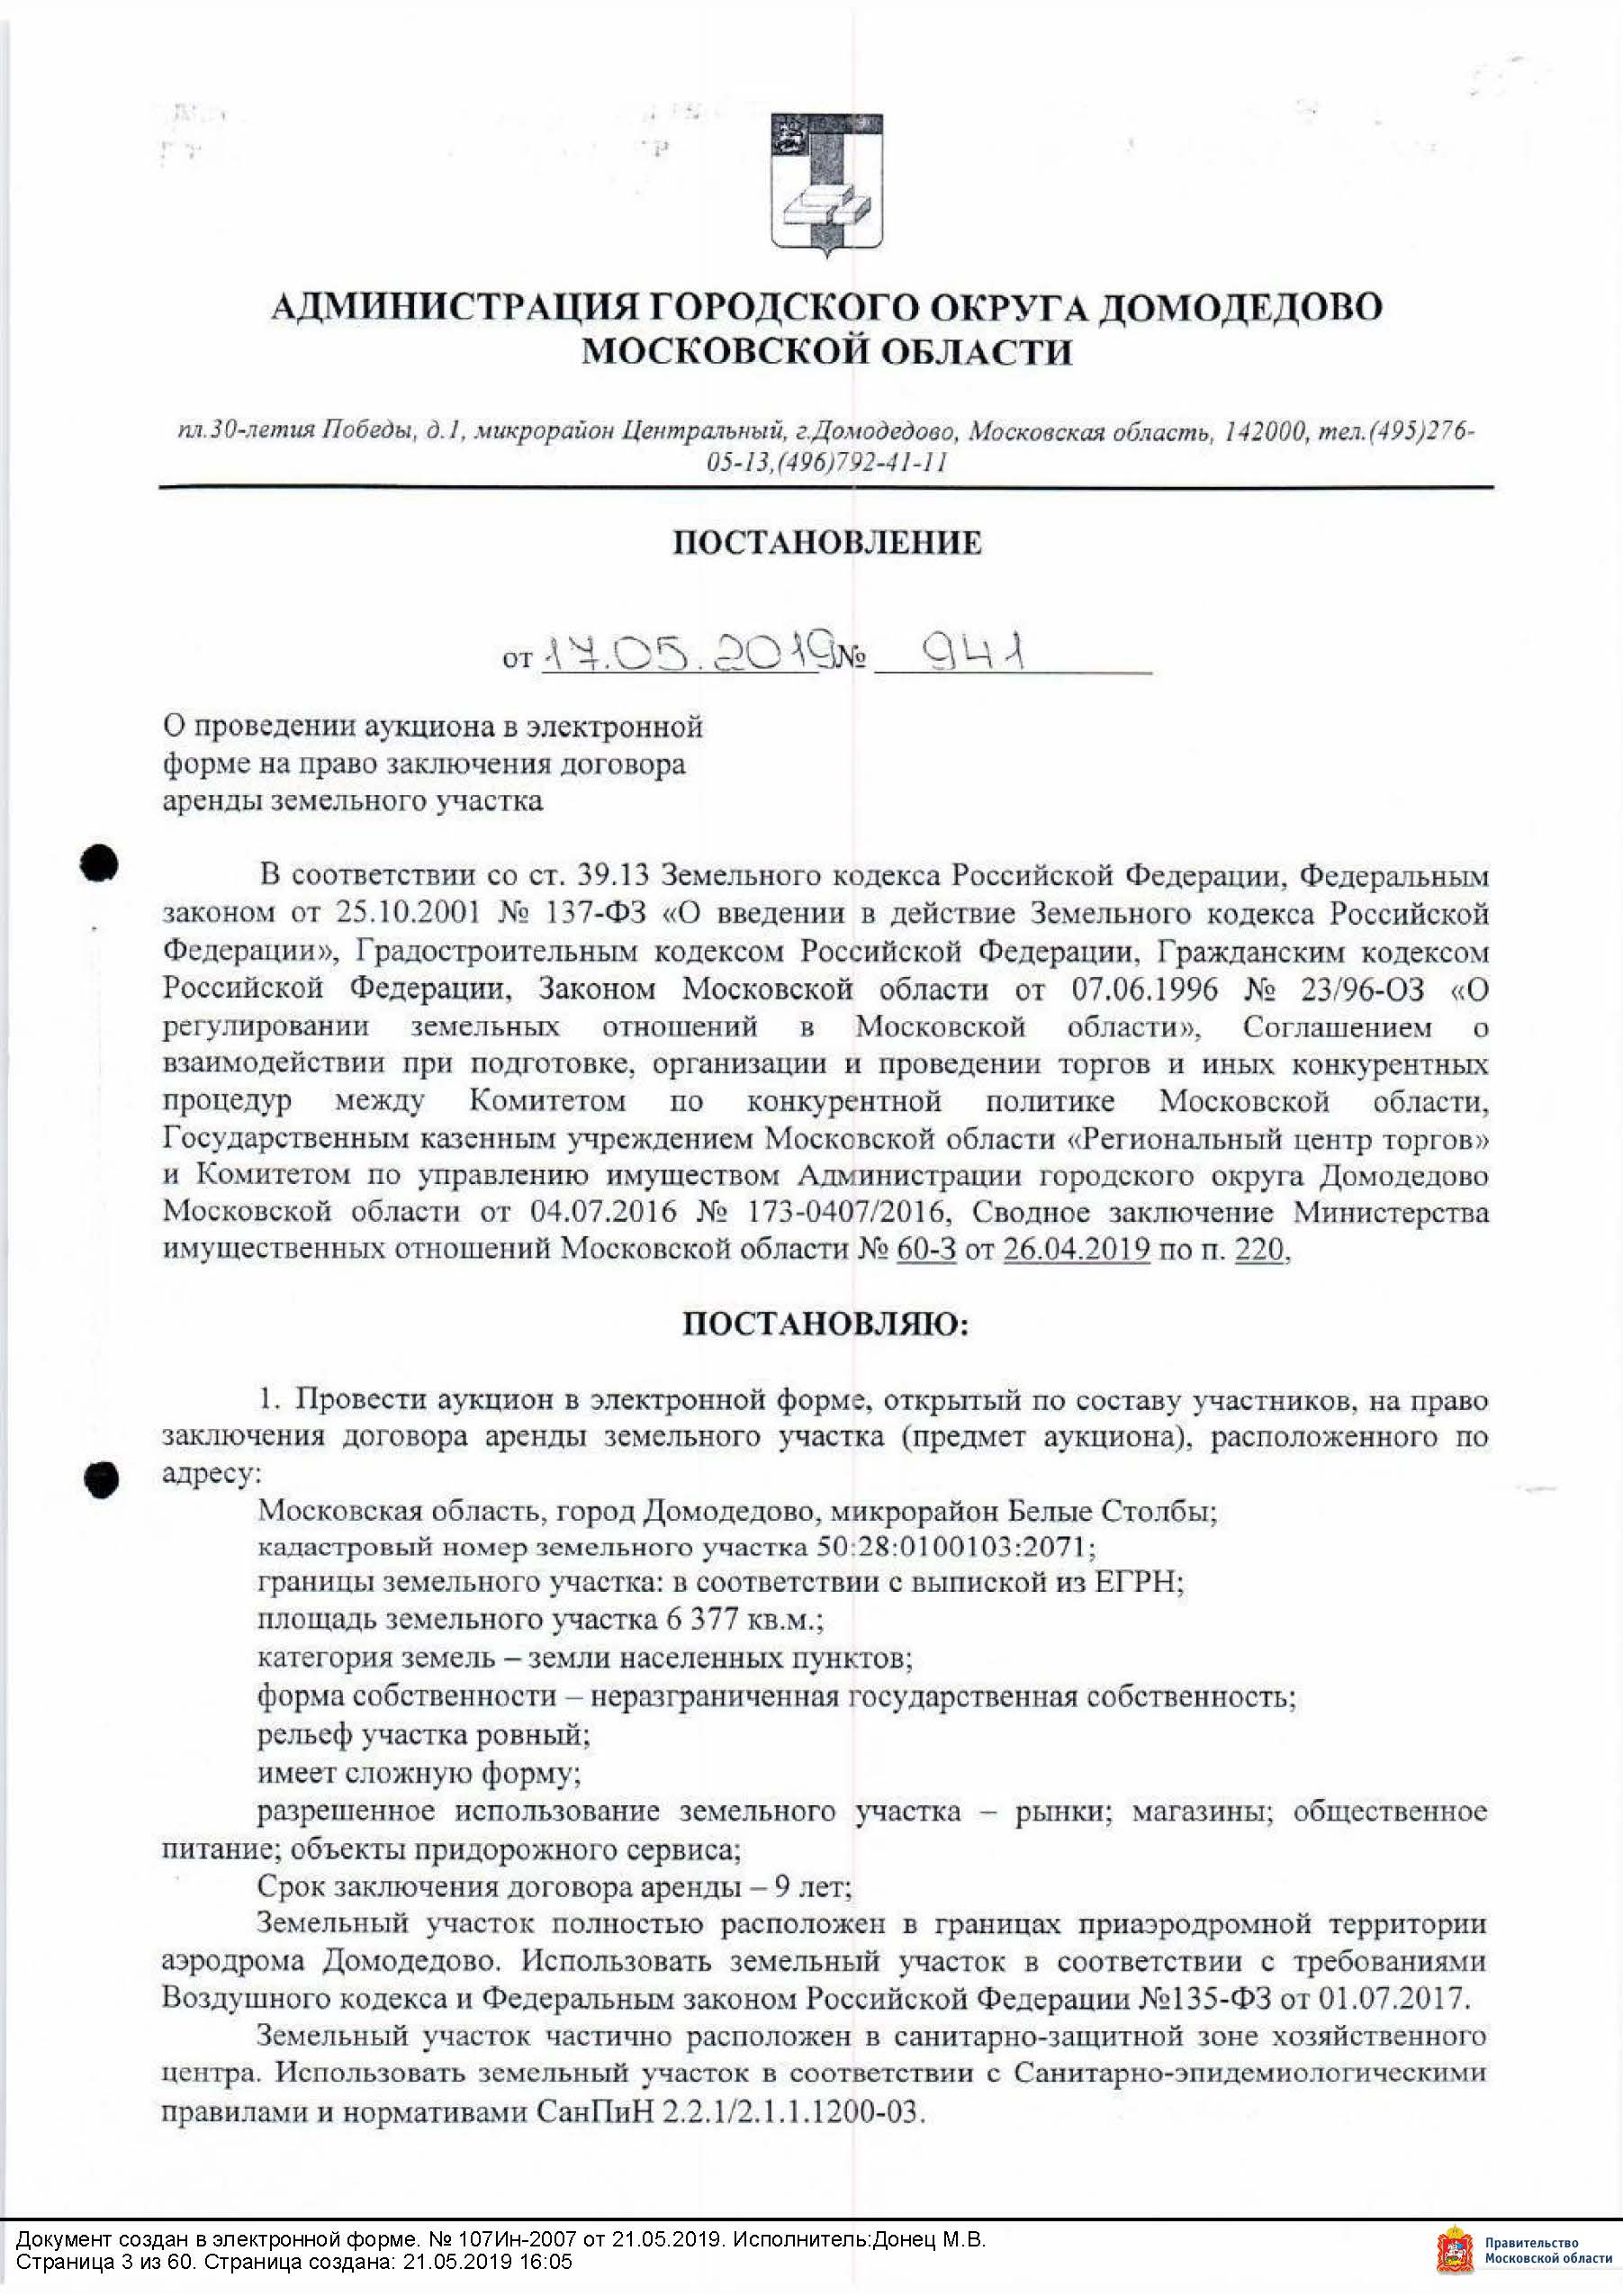 АДМИНИСТРАЦИЯ ГОРОДСКОГО ОКРУГА ДОМОДЕДОВО
МОСКОВСКОЙ ОБЛАСТИ
пл.30-летия Победы, д.1, микрорайон Центральный, г.Домодедово, Московская область, 142000, тел.(495)276-
05-13,(496)792-41-11
ПОСТАНОВЛЕНИЕ
от 17.05.2019 № 941
О проведении аукциона в электронной
форме на право заключения договора
аренды земельного участка
В соответствии со ст. 39.13 Земельного кодекса Российской Федерации, Федеральным
законом от 25.10.2001 № 137-ФЗ «О введении в действие Земельного кодекса Российской
Федерации», Градостроительным кодексом Российской Федерации, Гражданским кодексом
Российской Федерации, Законом Московской области от 07.06.1996 № 23/96-ОЗ «О
регулировании земельных отношений в Московской области», Соглашением о
взаимодействии при подготовке, организации и проведении торгов и иных конкурентных
процедур между Комитетом по конкурентной политике Московской области,
Государственным казенным учреждением Московской области «Региональный центр торгов»
и Комитетом по управлению имуществом Администрации городского округа Домодедово
Московской области от 04.07.2016 № 173-0407/2016, Сводное заключение Министерства
имущественных отношений Московской области № 60-З от 26.04.2019 по п. 220,
ПОСТАНОВЛЯЮ:
1. Провести аукцион в электронной форме, открытый по составу участников, на право
заключения договора аренды земельного участка (предмет аукциона), расположенного по
адресу:
Московская область, город Домодедово, микрорайон Белые Столбы;
кадастровый номер земельного участка 50:28:0100103:2071;
границы земельного участка: в соответствии с выпиской из ЕГРН;
площадь земельного участка 6 377 кв.м.;
категория земель – земли населенных пунктов;
форма собственности – неразграниченная государственная собственность;
рельеф участка ровный;
имеет сложную форму;
разрешенное использование земельного участка – рынки; магазины; общественное
питание; объекты придорожного сервиса;
Срок заключения договора аренды – 9 лет;
Земельный участок полностью расположен в границах приаэродромной территории
аэродрома Домодедово. Использовать земельный участок в соответствии с требованиями
Воздушного кодекса и Федеральным законом Российской Федерации №135-ФЗ от 01.07.2017.
Земельный участок частично расположен в санитарно-защитной зоне хозяйственного
центра. Использовать земельный участок в соответствии с Санитарно-эпидемиологическими
правилами и нормативами СанПиН 2.2.1/2.1.1.1200-03.
Документ создан в электронной форме. № 107Ин-2007 от 21.05.2019. Исполнитель:Донец М.В.
Страница 3 из 60. Страница создана: 21.05.2019 16:05
Правительство
Московской области